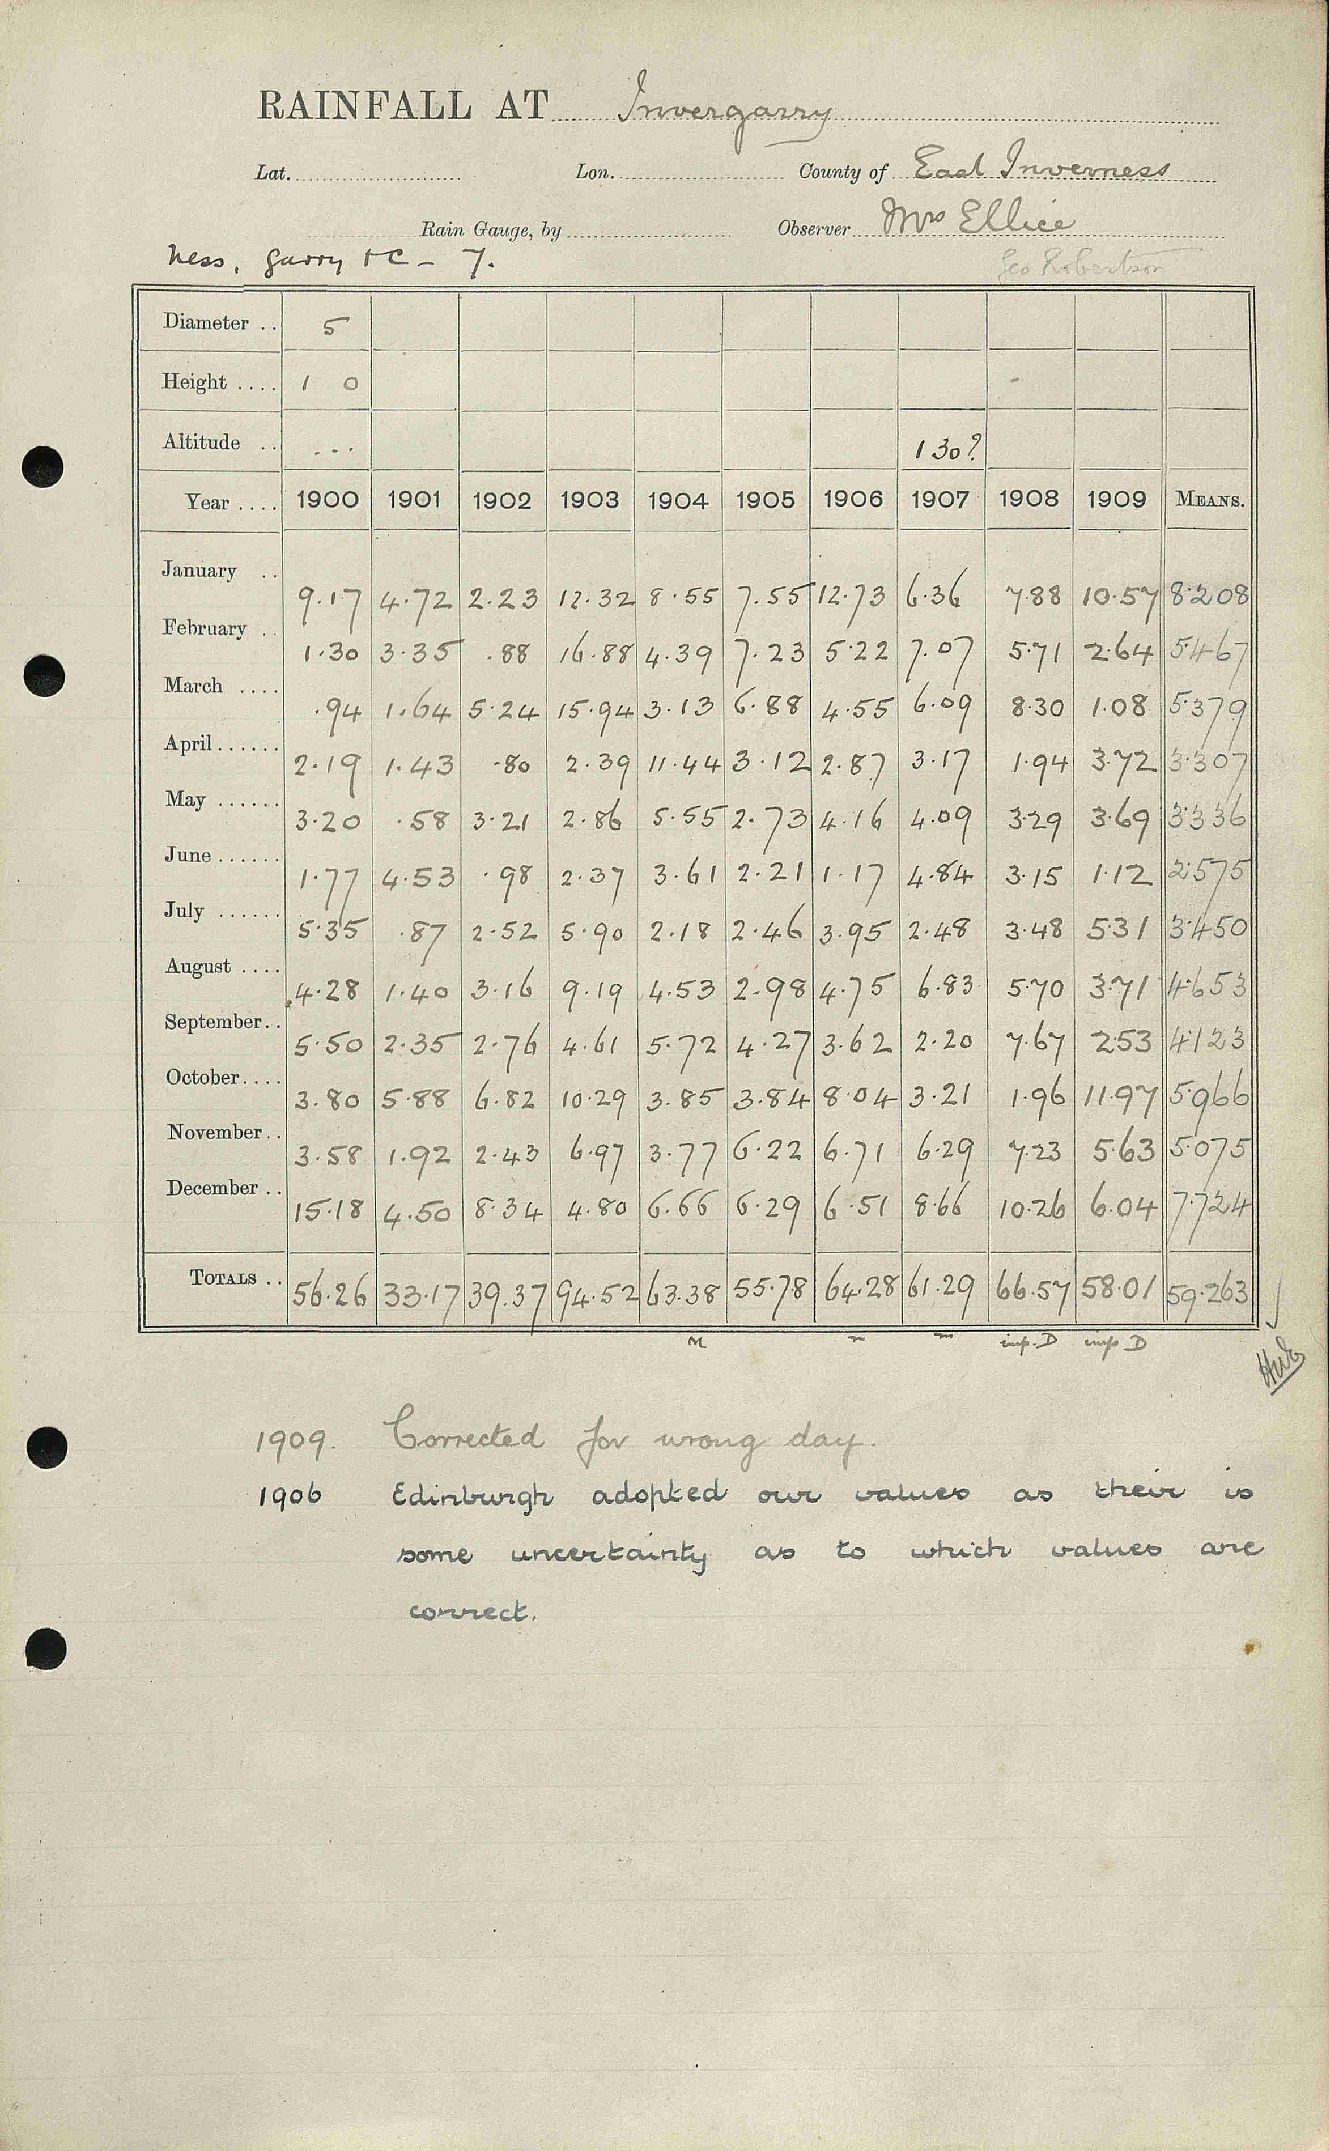 RAINFALL AT Invergarry
Lat. Lon. County of East Inverness
Rain Gauge, by Observer Mrs Ellice
Ness, Garry &c - 7. Geo Robertson
Diameter .. 5
Height .... 1 0 -
Altitude .. ... 130?
Year .... 1900 1901 1902 1903 1904 1905 1906 1907 1908 1909 MEANS.
January .. 9.17 4.72 2.23 12.32 8.55 7.55 12.73 6.36 7.88 10.57 8.208
February .. 1.30 3.35 .88 16.88 4.39 7.23 5.22 7.07 5.71 2.64 5.467
March .... .94 1.64 5.24 15.94 3.13 6.88 4.55 6.09 8.30 1.08 5.379
April ...... 2.19 1.43 .80 2.39 11.44 3.12 2.87 3.17 1.94 3.72 3.307
May ...... 3.20 .58 3.21 2.86 5.55 2.73 4.16 4.09 3.29 3.69 3.336
June ...... 1.77 4.53 .98 2.37 3.61 2.21 1.17 4.84 3.15 1.12 2.575
July ...... 5.35 .87 2.52 5.90 2.18 2.46 3.95 2.48 3.48 5.31 3.450
August .... 4.28 1.40 3.16 9.19 4.53 2.98 4.75 6.83 5.70 3.71 4.653
September.. 5.50 2.35 2.76 4.61 5.72 4.27 3.62 2.20 7.67 2.53 4.123
October.... 3.80 5.88 6.82 10.29 3.85 3.84 8.04 3.21 1.96 11.97 5.966
November.. 3.58 1.92 2.43 6.97 3.77 6.22 6.71 6.29 7.23 5.63 5.075
December .. 15.18 4.50 8.34 4.80 6.66 6.29 6.51 8.66 10.26 6.04 7.724
TOTALS .. 56.26 33.17 39.37 94.52 63.38 55.78 64.28 61.29 66.57 58.01 59.263
M m m imp. D imp D
1909. Corrected for wrong day.
1906 Edinburgh adopted our values as their is
some uncertainty as to which values are
correct.